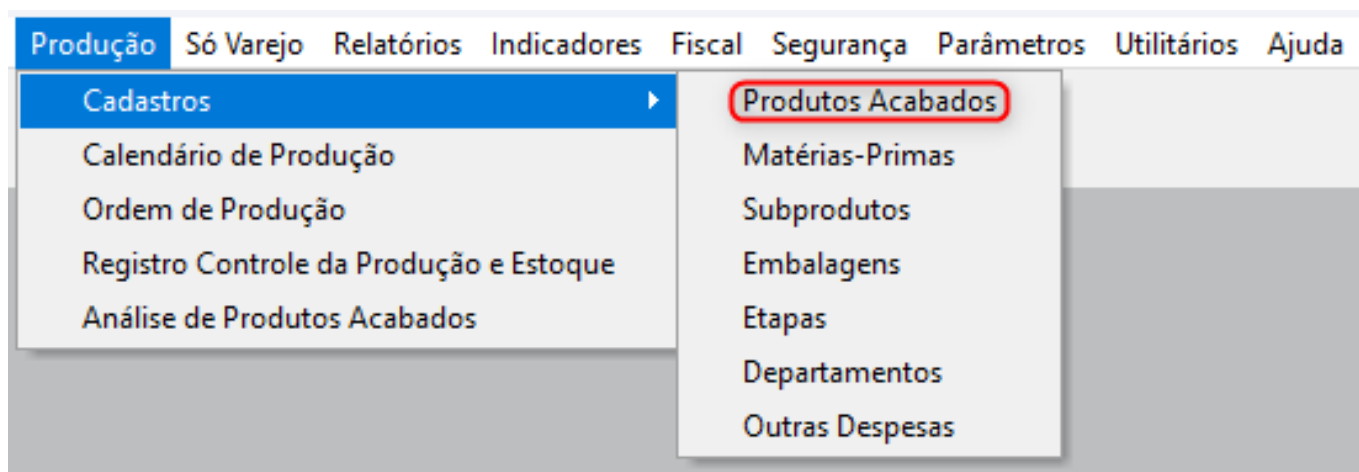 Produção Só Varejo Relatórios Indicadores Fiscal Segurança Parâmetros Utilitários Ajuda
Cadastros
Calendário de Produção
Ordem de Produção
Registro Controle da Produção e Estoque
Análise de Produtos Acabados
Produtos Acabados
Matérias-Primas
Subprodutos
Embalagens
Etapas
Departamentos
Outras Despesas